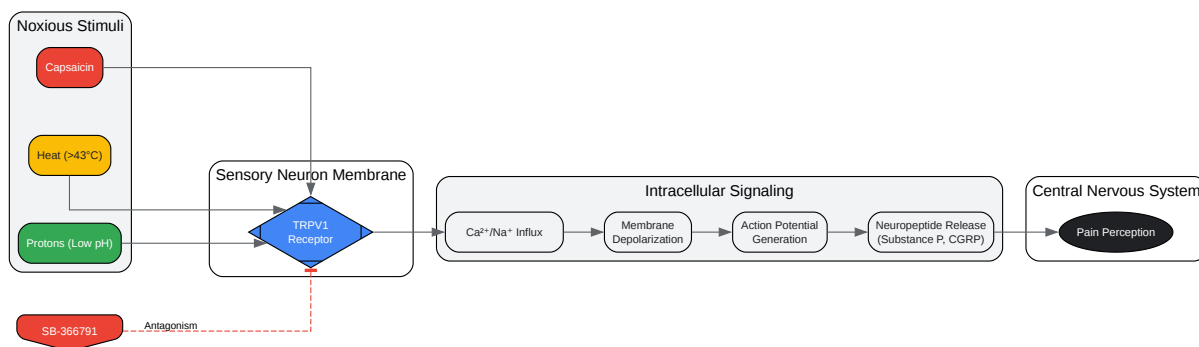 Noxious Stimuli
Capsaicin
Heat (>43°C)
Protons (Low pH)
SB-366791
Antagonism
Sensory Neuron Membrane
TRPV1
Receptor
Intracellular Signaling
Ca²⁺/Na⁺ Influx
Membrane
Depolarization
Action Potential
Generation
Neuropeptide Release
(Substance P, CGRP)
Central Nervous System
Pain Perception